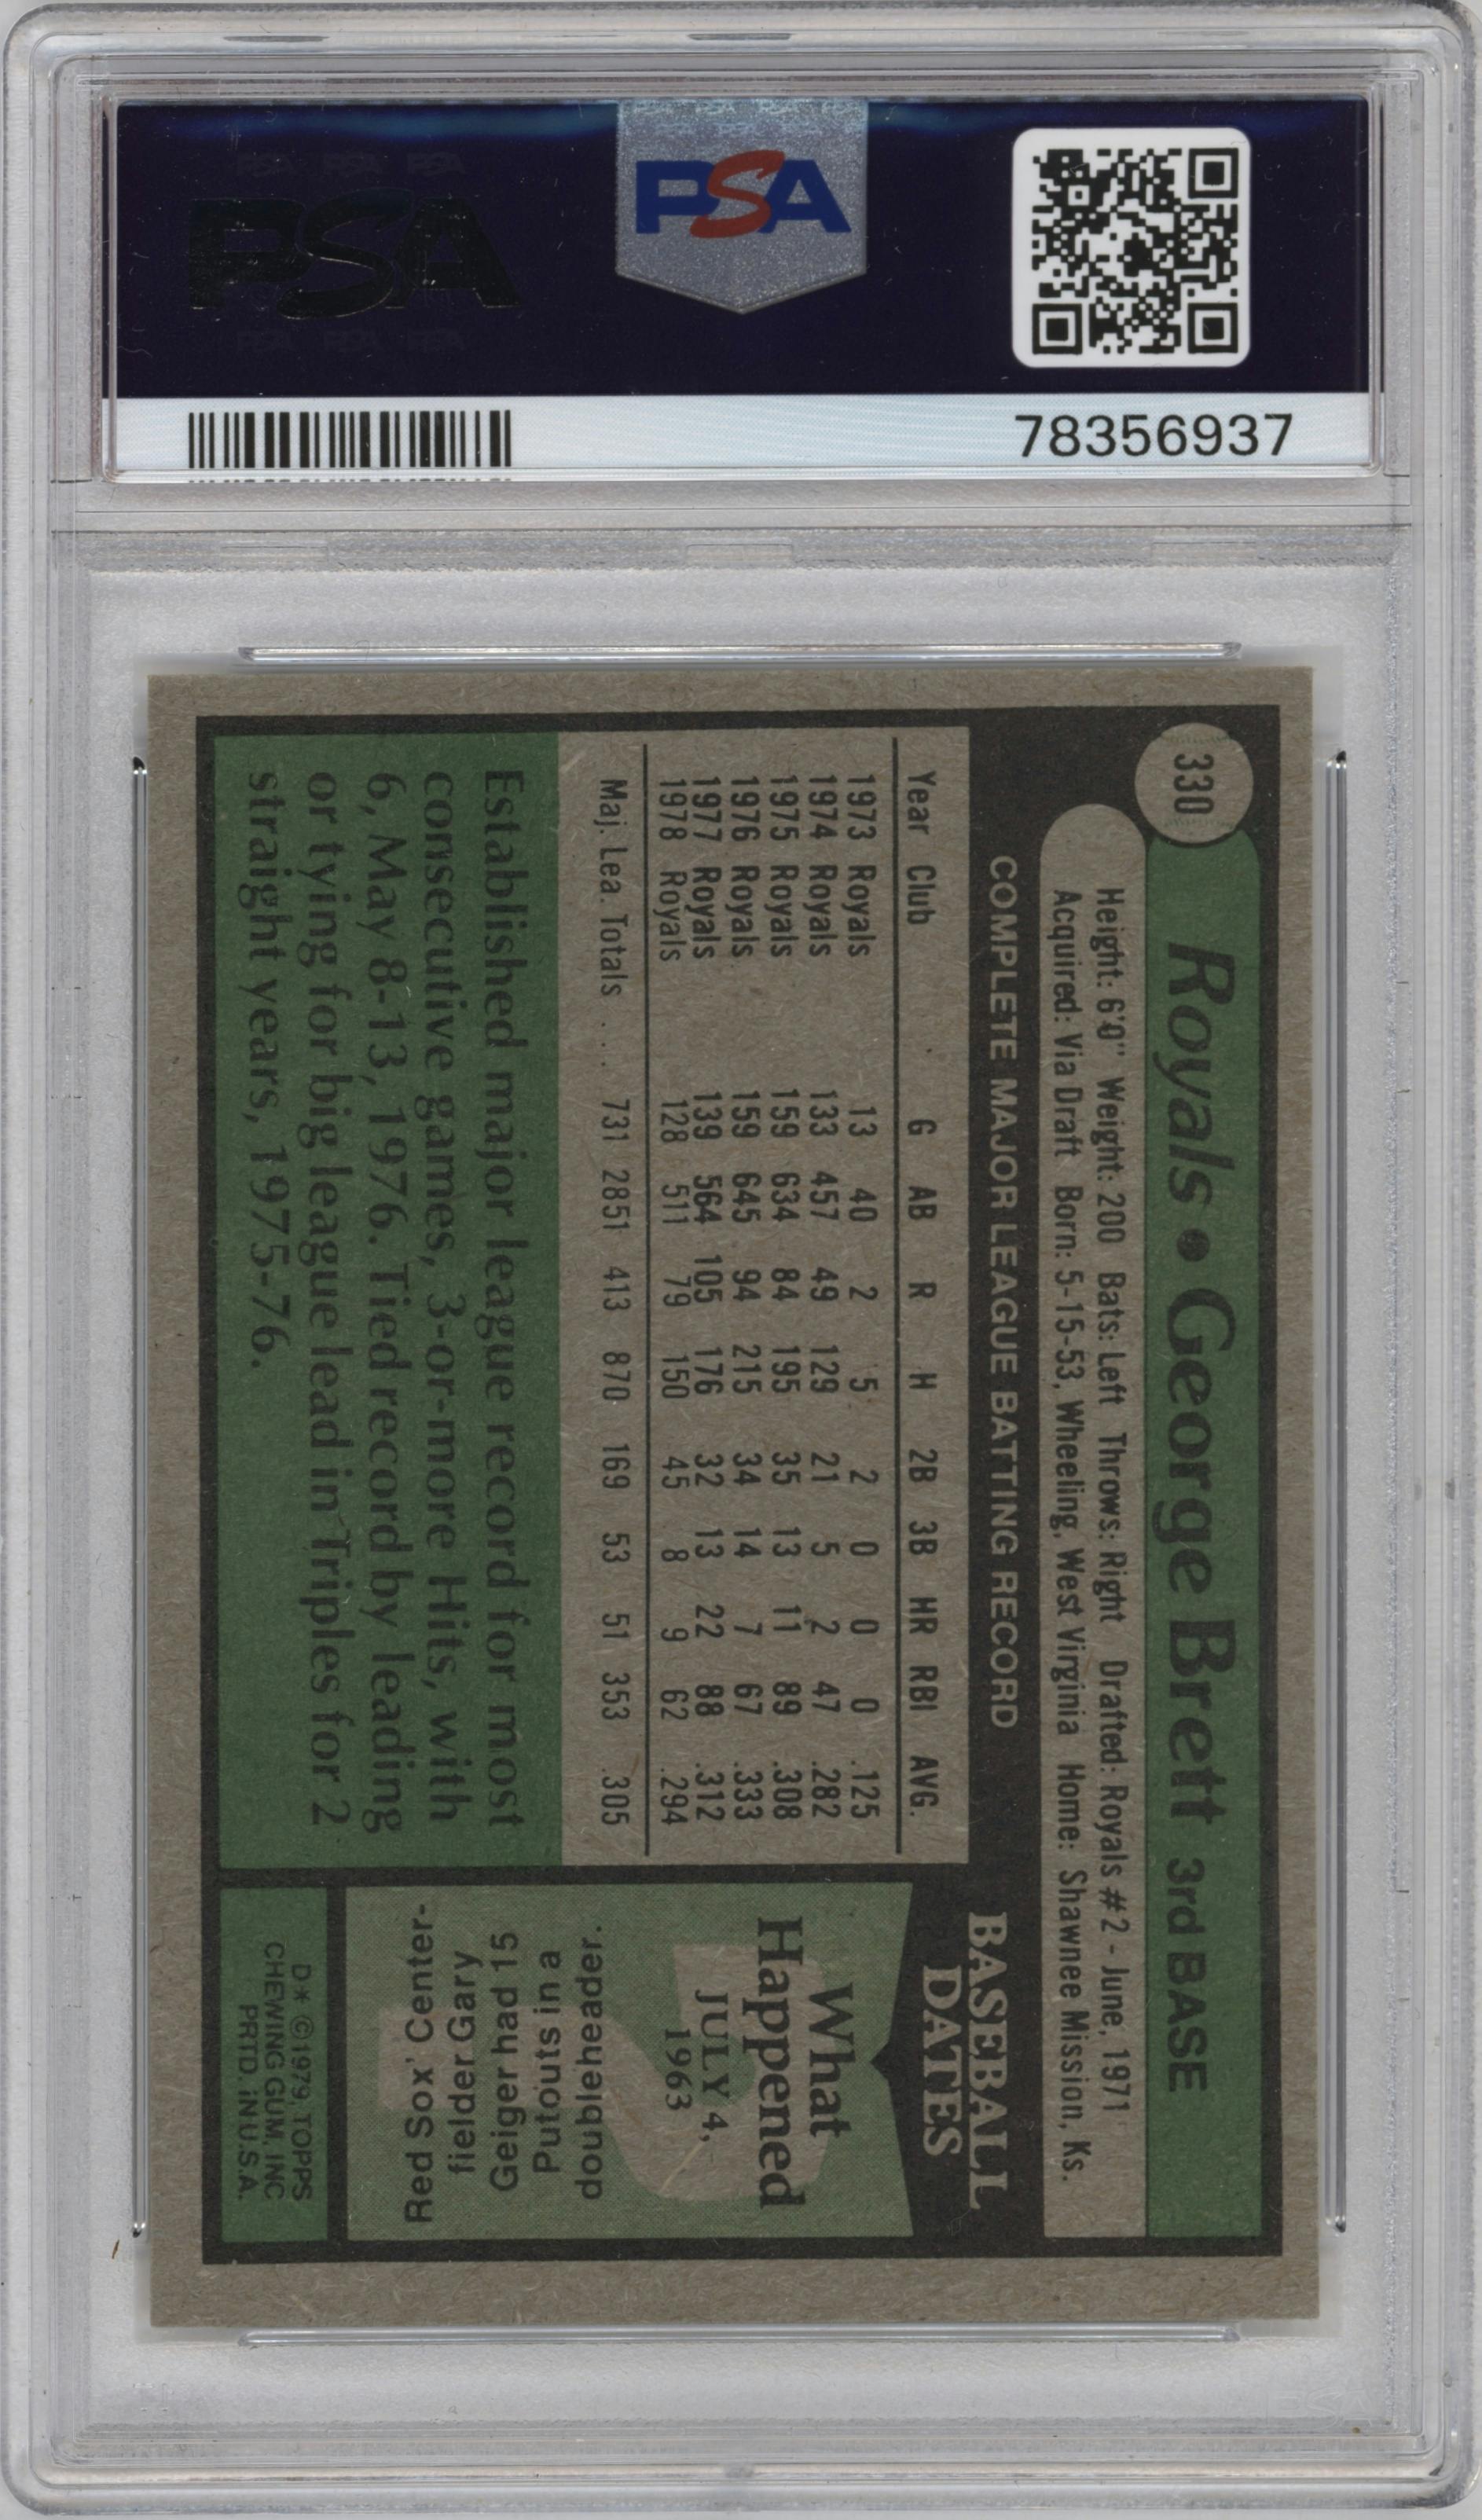 PSA
PSA
78356937
330
Royals • George Brett 3rd BASE
Height: 6'0" Weight: 200 Bats: Left Throws: Right Drafted: Royals #2 - June, 1971
Acquired: Via Draft Born: 5-15-53, Wheeling, West Virginia Home: Shawnee Mission, Ks.
COMPLETE MAJOR LEAGUE BATTING RECORD
Year Club G AB R H 2B 3B HR RBI AVG.
1973 Royals 13 40 2 5 2 0 0 0 .125
1974 Royals 133 457 49 129 21 5 2 47 .282
1975 Royals 159 634 84 195 35 13 11 89 .308
1976 Royals 159 645 94 215 34 14 7 67 .333
1977 Royals 139 564 105 176 32 13 22 88 .312
1978 Royals 128 511 79 150 45 8 9 62 .294
Maj. Lea. Totals ... 731 2851 413 870 169 53 51 353 .305
Established major league record for most
consecutive games, 3-or-more Hits, with
6, May 8-13, 1976. Tied record by leading
or tying for big league lead in Triples for 2
straight years, 1975-76.
BASEBALL
DATES
What
Happened
JULY 4,
1963
Red Sox' Center-
fielder Gary
Geiger had 15
Putouts in a
doubleheader.
D* ©1979, TOPPS
CHEWING GUM, INC
PRTD. IN U.S.A.